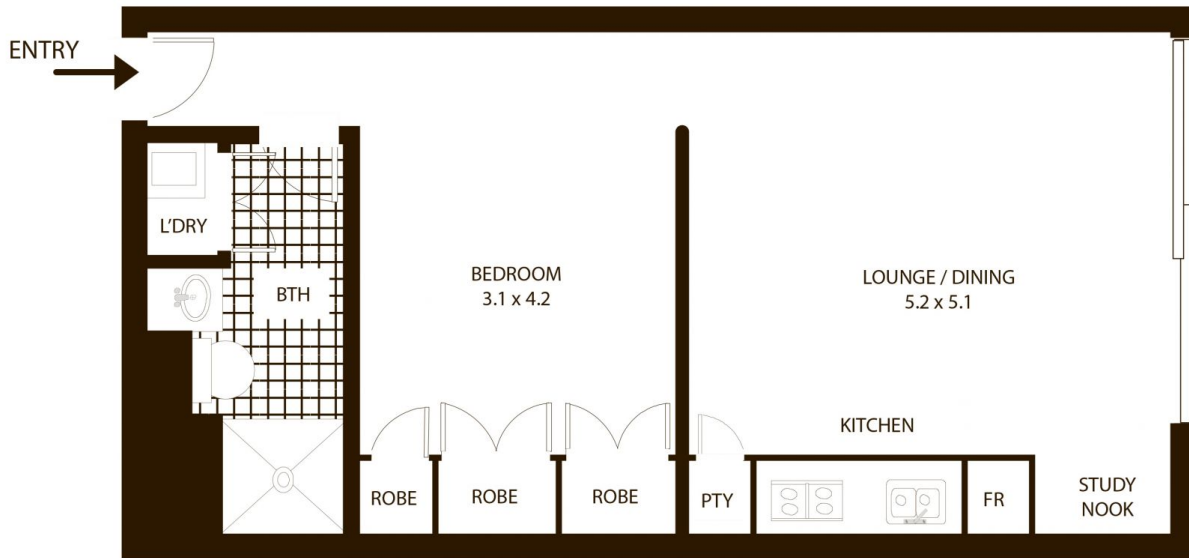 ENTRY
L'DRY
BTH
BEDROOM
3.1 x 4.2
LOUNGE / DINING
5.2 x 5.1
KITCHEN
ROBE
ROBE
ROBE
PTY
FR
STUDY
NOOK